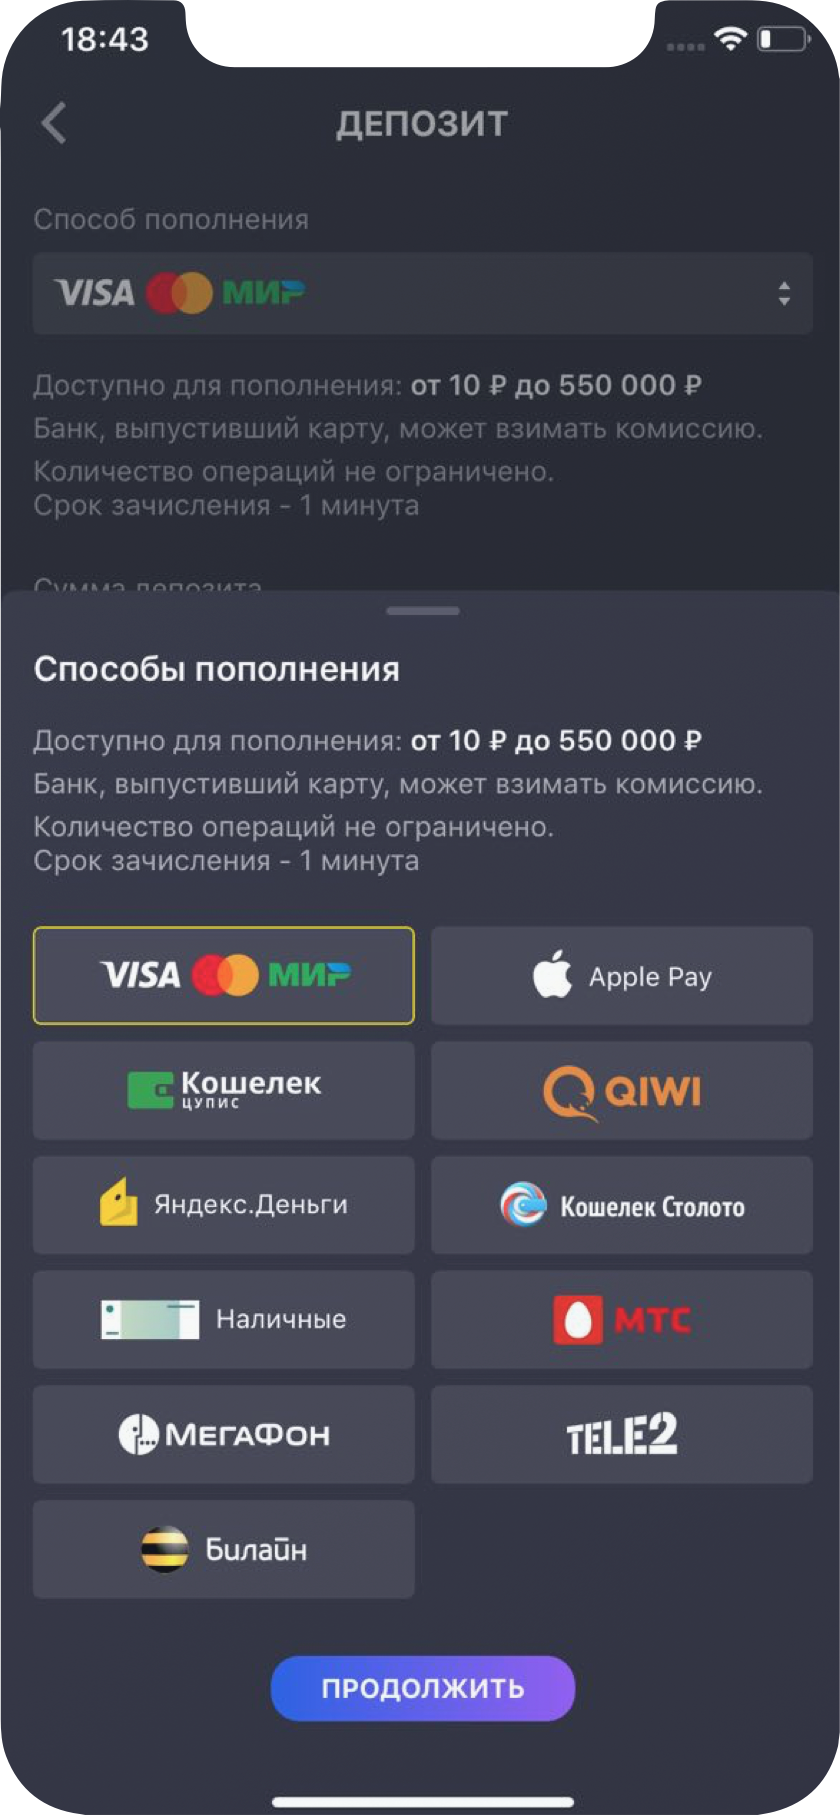 18:43
ДЕПОЗИТ
Способ пополнения
VISA МИР
Доступно для пополнения: от 10 ₽ до 550 000 ₽
Банк, выпустивший карту, может взимать комиссию.
Количество операций не ограничено.
Срок зачисления - 1 минута
Сумма депозита
Способы пополнения
Доступно для пополнения: от 10 ₽ до 550 000 ₽
Банк, выпустивший карту, может взимать комиссию.
Количество операций не ограничено.
Срок зачисления - 1 минута
VISA МИР
Apple Pay
Кошелек
ЦУПИС
QIWI
Яндекс.Деньги
Кошелек Столото
Наличные
МТС
МЕГАФОН
TELE2
Билайн
ПРОДОЛЖИТЬ